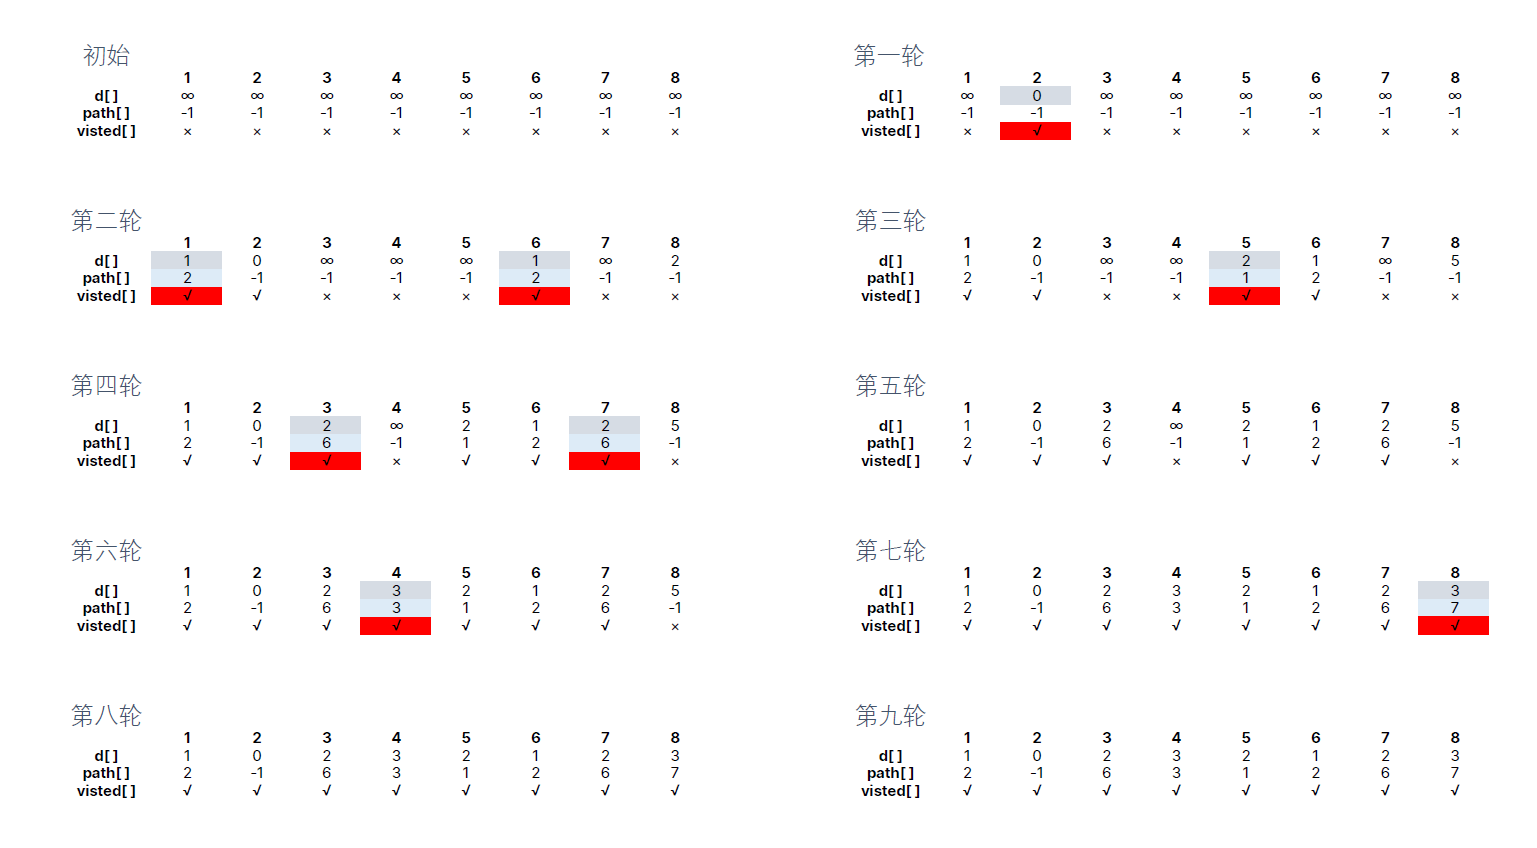 初始
1 2 3 4 5 6 7 8
d[ ] ∞ ∞ ∞ ∞ ∞ ∞ ∞ ∞
path[ ] -1 -1 -1 -1 -1 -1 -1 -1
visted[ ] × × × × × × × ×
第一轮
1 2 3 4 5 6 7 8
d[ ] ∞ 0 ∞ ∞ ∞ ∞ ∞ ∞
path[ ] -1 -1 -1 -1 -1 -1 -1 -1
visted[ ] × √ × × × × × ×
第二轮
1 2 3 4 5 6 7 8
d[ ] 1 0 ∞ ∞ ∞ 1 ∞ 2
path[ ] 2 -1 -1 -1 -1 2 -1 -1
visted[ ] √ √ × × × √ × ×
第三轮
1 2 3 4 5 6 7 8
d[ ] 1 0 ∞ ∞ 2 1 ∞ 5
path[ ] 2 -1 -1 -1 1 2 -1 -1
visted[ ] √ √ × × √ √ × ×
第四轮
1 2 3 4 5 6 7 8
d[ ] 1 0 2 ∞ 2 1 2 5
path[ ] 2 -1 6 -1 1 2 6 -1
visted[ ] √ √ √ × √ √ √ ×
第五轮
1 2 3 4 5 6 7 8
d[ ] 1 0 2 ∞ 2 1 2 5
path[ ] 2 -1 6 -1 1 2 6 -1
visted[ ] √ √ √ × √ √ √ ×
第六轮
1 2 3 4 5 6 7 8
d[ ] 1 0 2 3 2 1 2 5
path[ ] 2 -1 6 3 1 2 6 -1
visted[ ] √ √ √ √ √ √ √ ×
第七轮
1 2 3 4 5 6 7 8
d[ ] 1 0 2 3 2 1 2 3
path[ ] 2 -1 6 3 1 2 6 7
visted[ ] √ √ √ √ √ √ √ √
第八轮
1 2 3 4 5 6 7 8
d[ ] 1 0 2 3 2 1 2 3
path[ ] 2 -1 6 3 1 2 6 7
visted[ ] √ √ √ √ √ √ √ √
第九轮
1 2 3 4 5 6 7 8
d[ ] 1 0 2 3 2 1 2 3
path[ ] 2 -1 6 3 1 2 6 7
visted[ ] √ √ √ √ √ √ √ √